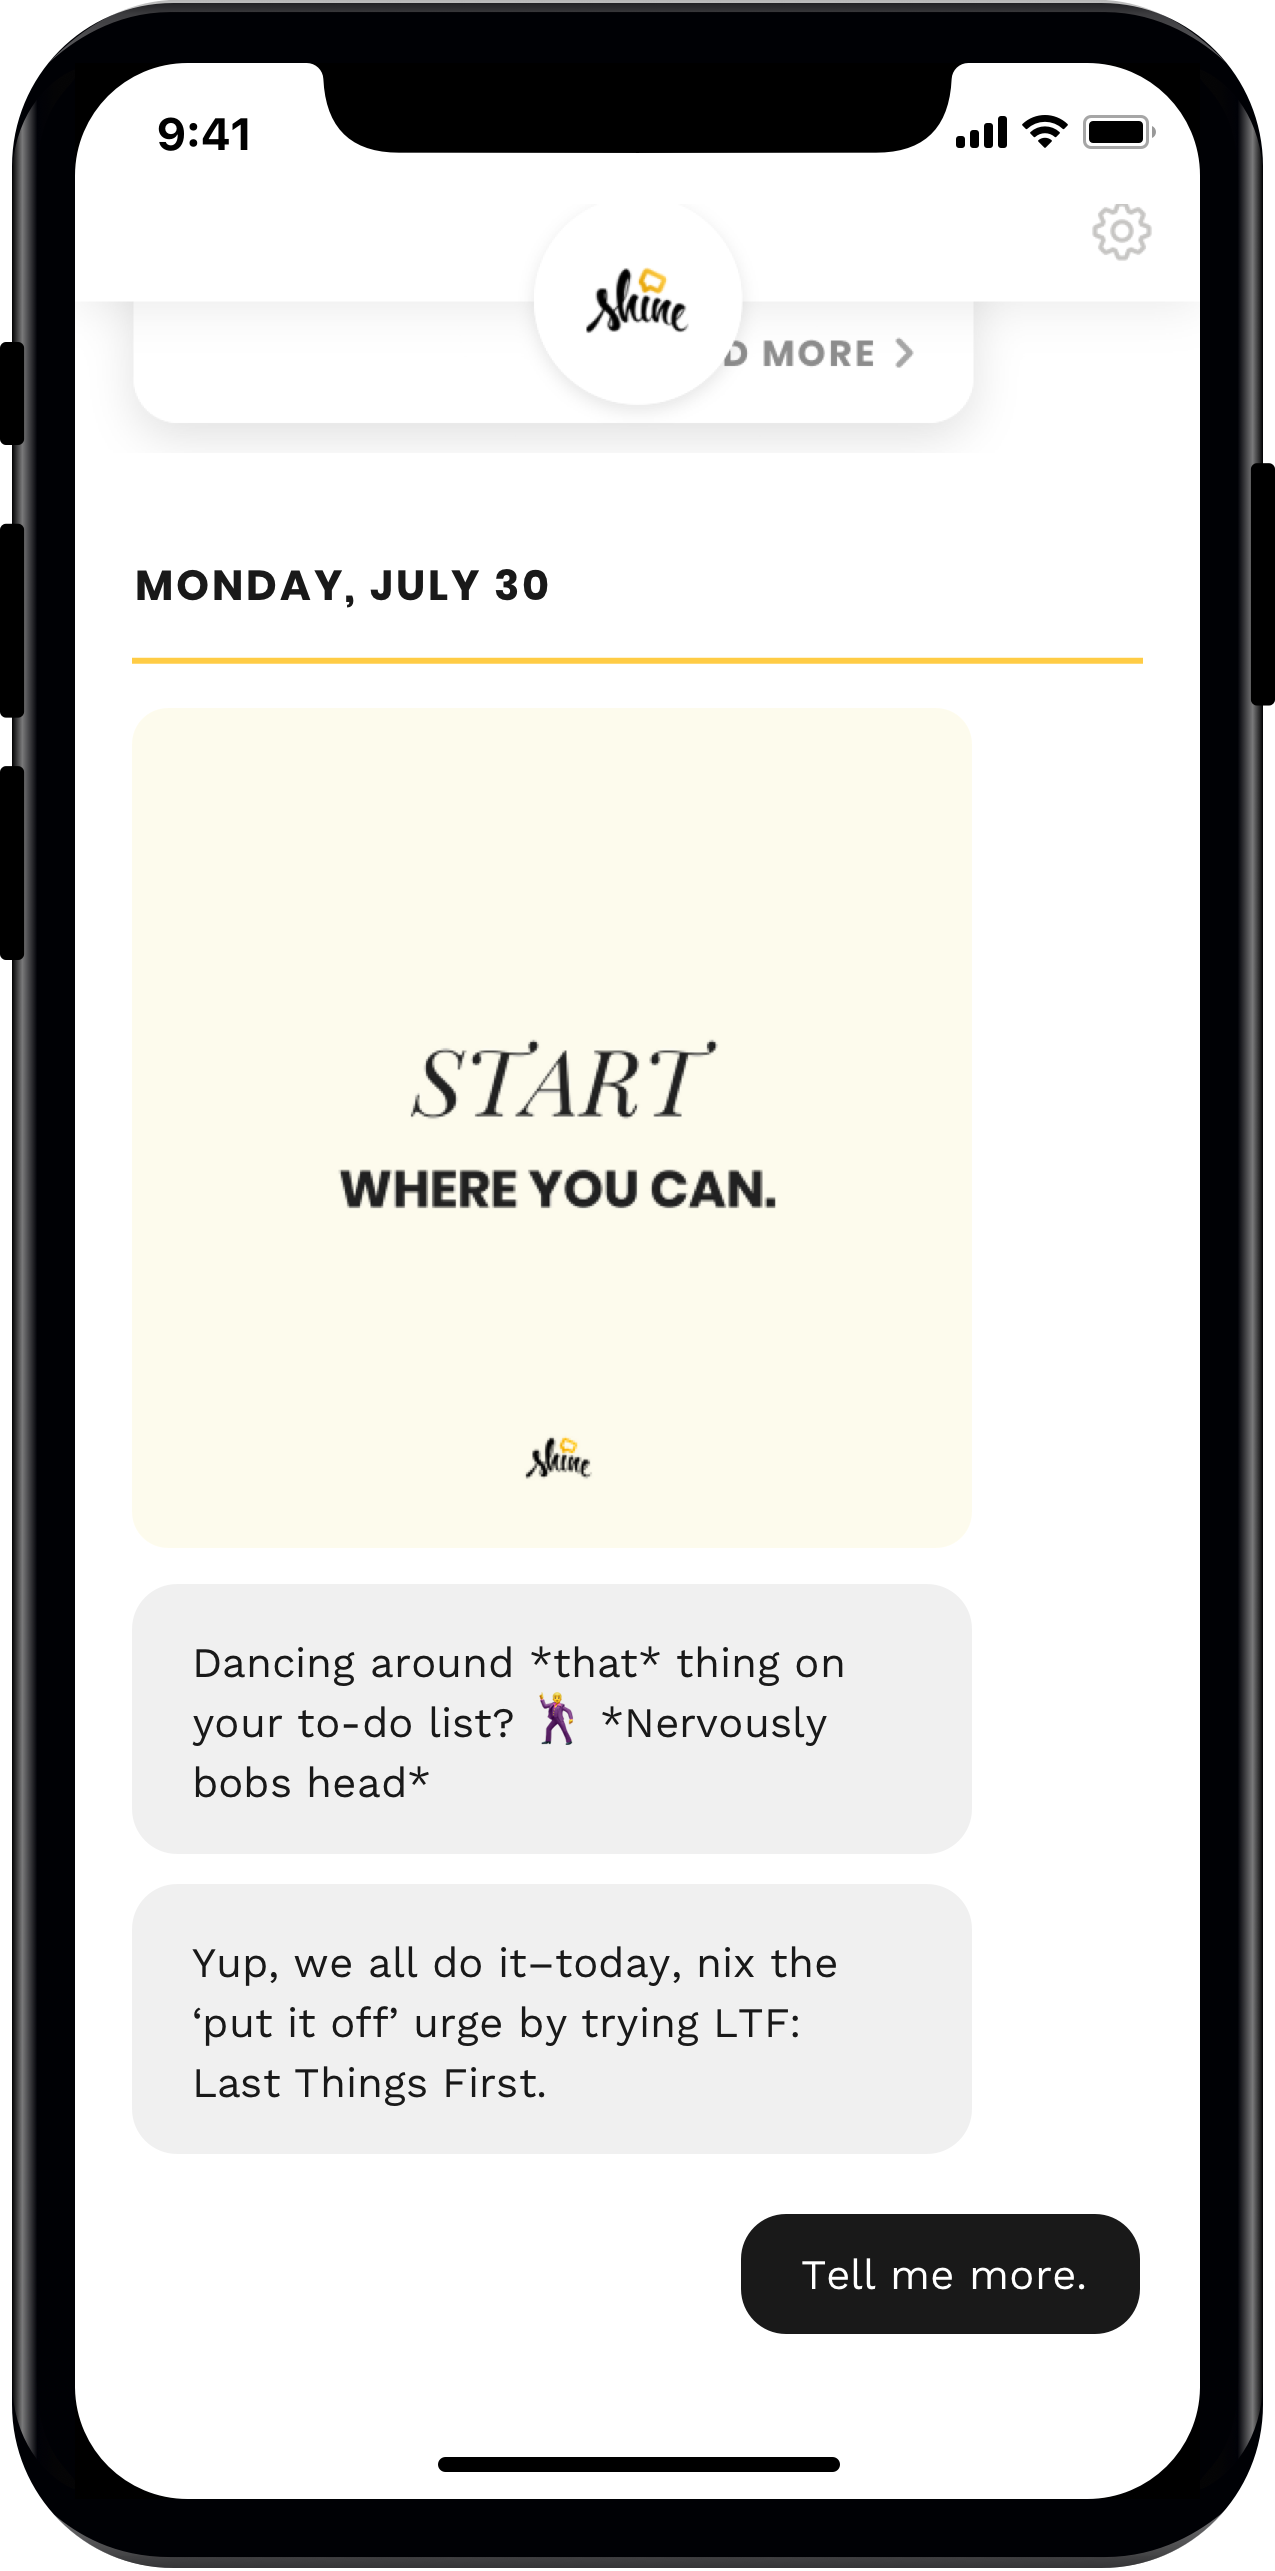 9:41
shine
D MORE
MONDAY, JULY 30
START
WHERE YOU CAN.
shine
Dancing around *that* thing on
your to-do list? 🕺 *Nervously
bobs head*
Yup, we all do it–today, nix the
‘put it off’ urge by trying LTF:
Last Things First.
Tell me more.